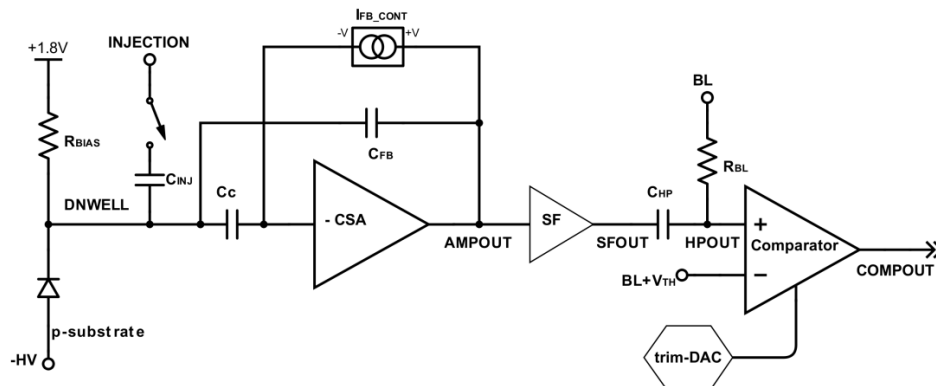 IFB_CONT
-V
+V
+1.8V
INJECTION
BL
RBIAS
CFB
RBL
CINJ
DNWELL
Cc
- CSA
AMPOUT
SF
SFOUT
CHP
HPOUT
+
Comparator
-
COMPOUT
BL+VTH
p-substrate
-HV
trim-DAC